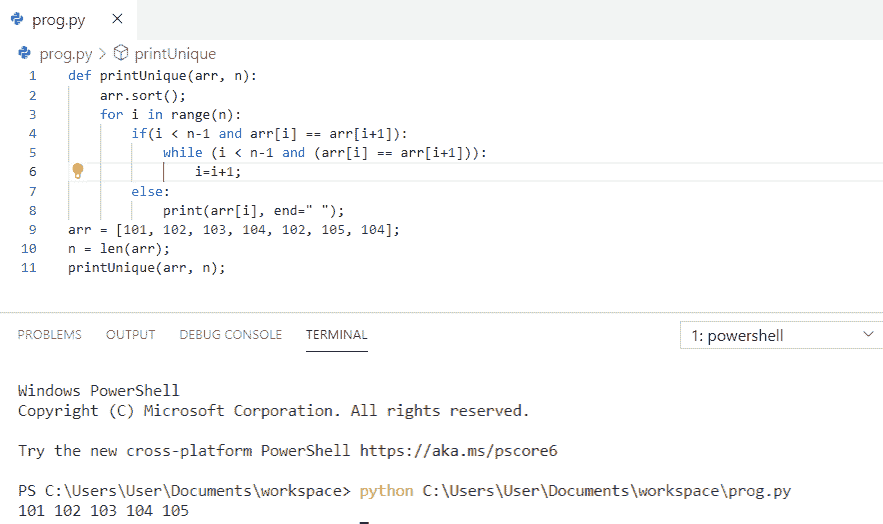 prog.py ×
prog.py > printUnique
1 def printUnique(arr, n):
2     arr.sort();
3     for i in range(n):
4         if(i < n-1 and arr[i] == arr[i+1]):
5             while (i < n-1 and (arr[i] == arr[i+1])):
6                 i=i+1;
7         else:
8             print(arr[i], end=" ");
9 arr = [101, 102, 103, 104, 102, 105, 104];
10 n = len(arr);
11 printUnique(arr, n);
PROBLEMS OUTPUT DEBUG CONSOLE TERMINAL 1: powershell
Windows PowerShell
Copyright (C) Microsoft Corporation. All rights reserved.
Try the new cross-platform PowerShell https://aka.ms/pscore6
PS C:\Users\User\Documents\workspace> python C:\Users\User\Documents\workspace\prog.py
101 102 103 104 105